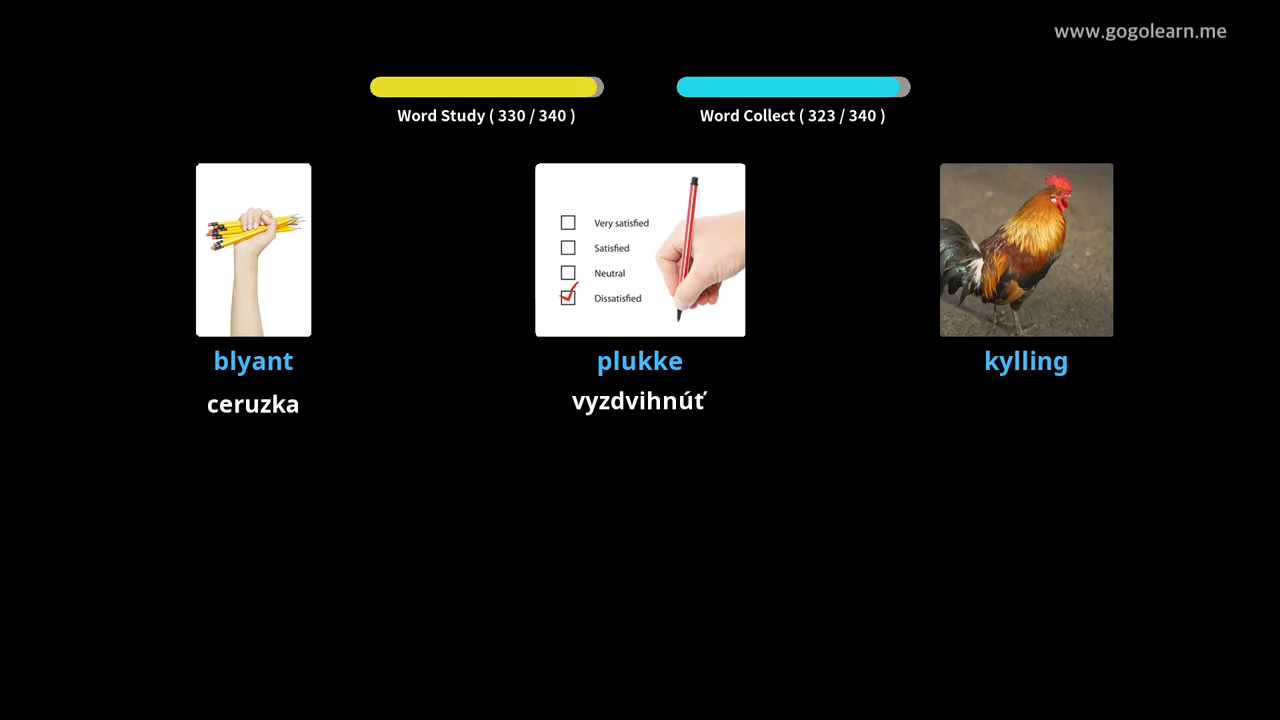 www.gogolearn.me
Word Study ( 330 / 340 )
Word Collect ( 323 / 340 )
Very satisfied
Satisfied
Neutral
Dissatisfied
blyant
plukke
kylling
ceruzka
vyzdvihnúť